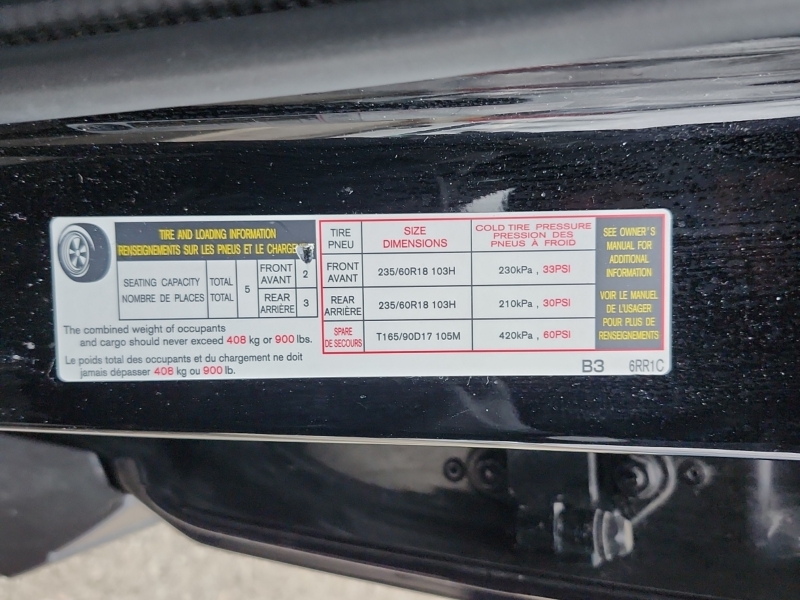 TIRE AND LOADING INFORMATION
RENSEIGNEMENTS SUR LES PNEUS ET LE CHARGE
SEATING CAPACITY TOTAL 5 FRONT AVANT 2
NOMBRE DE PLACES TOTAL REAR ARRIÈRE 3
The combined weight of occupants
and cargo should never exceed 408 kg or 900 lbs.
Le poids total des occupants et du chargement ne doit
jamais dépasser 408 kg ou 900 lb.
TIRE PNEU SIZE DIMENSIONS COLD TIRE PRESSURE PRESSION DES PNEUS À FROID
FRONT AVANT 235/60R18 103H 230kPa , 33PSI
REAR ARRIÈRE 235/60R18 103H 210kPa , 30PSI
SPARE DE SECOURS T165/90D17 105M 420kPa , 60PSI
SEE OWNER'S
MANUAL FOR
ADDITIONAL
INFORMATION
VOIR LE MANUEL
DE L'USAGER
POUR PLUS DE
RENSEIGNEMENTS
B3 6RR1C